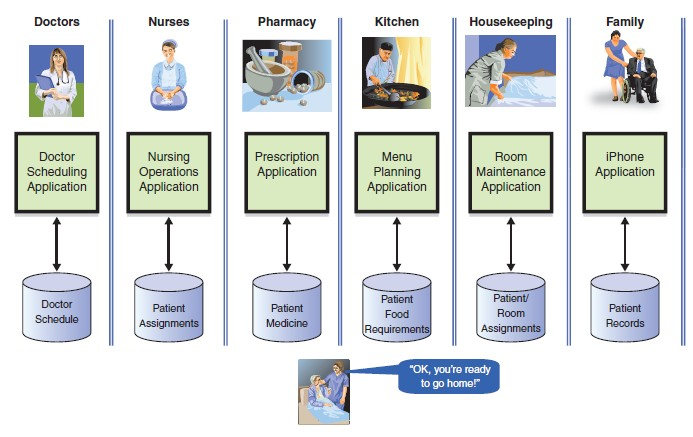 Doctors
Nurses
Pharmacy
Kitchen
Housekeeping
Family
Doctor
Scheduling
Application
Nursing
Operations
Application
Prescription
Application
Menu
Planning
Application
Room
Maintenance
Application
iPhone
Application
Doctor
Schedule
Patient
Assignments
Patient
Medicine
Patient
Food
Requirements
Patient/
Room
Assignments
Patient
Records
“OK, you’re ready
to go home!”